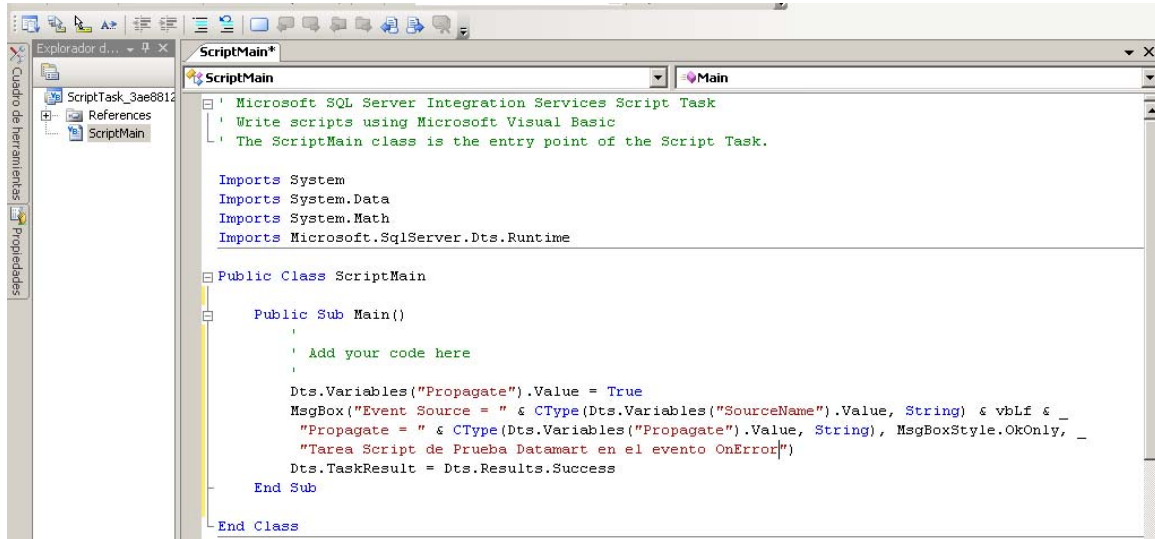 Explorador d...
ScriptTask_3ae8812
References
ScriptMain
Cuadro de herramientas
Propiedades
ScriptMain*
ScriptMain
Main
' Microsoft SQL Server Integration Services Script Task
' Write scripts using Microsoft Visual Basic
' The ScriptMain class is the entry point of the Script Task.
Imports System
Imports System.Data
Imports System.Math
Imports Microsoft.SqlServer.Dts.Runtime
Public Class ScriptMain
Public Sub Main()
'
' Add your code here
'
Dts.Variables("Propagate").Value = True
MsgBox("Event Source = " & CType(Dts.Variables("SourceName").Value, String) & vbLf & _
"Propagate = " & CType(Dts.Variables("Propagate").Value, String), MsgBoxStyle.OkOnly, _
"Tarea Script de Prueba Datamart en el evento OnError")
Dts.TaskResult = Dts.Results.Success
End Sub
End Class